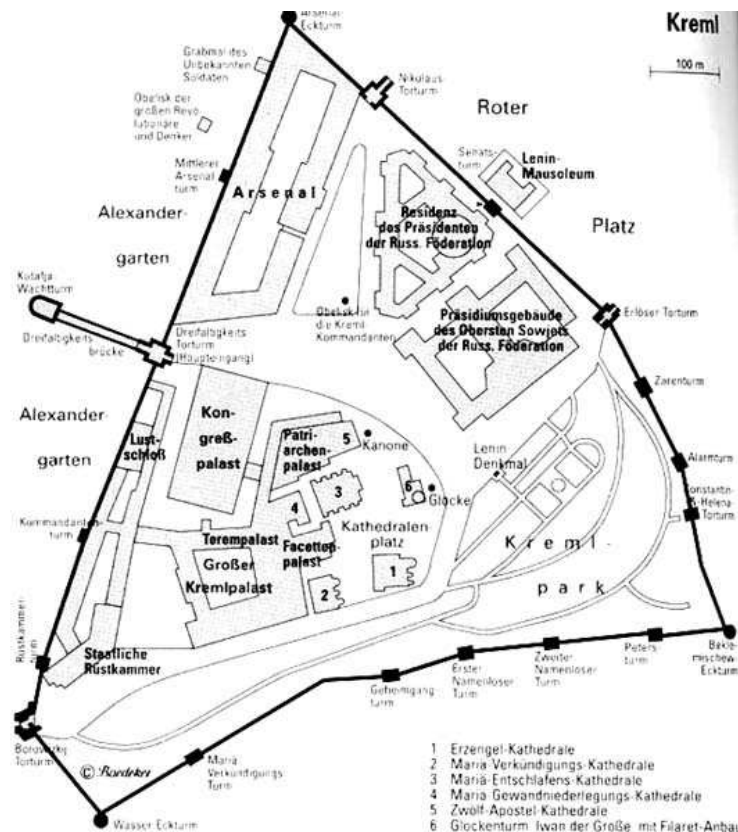 Arsenal-
Eckturm
Kreml
100 m
Grabmal des
Unbekannten
Soldaten
Nikolaus
Torturm
Obelisk der
großen Revo
lutionäre
und Denker
Roter
Senats-
turm
Lenin-
Mausoleum
Mittlerer
Arsenal
turm
Arsenal
Residenz
des Präsidenten
der Russ. Föderation
Platz
Alexander-
garten
Kutafja
Wachtturm
Dreifaltigkeits
brücke
Dreifaltigkeits
Torturm
(Haupteingang)
Obelisk für
die Kreml
Kommandanten
Präsidiumsgebäude
des Obersten Sowjets
der Russ. Föderation
Erlöser Torturm
Zarenturm
Alexander-
garten
Lust-
schloß
Kon-
greß-
palast
Patri-
archen-
palast
5
Kanone
Lenin
Denkmal
Alarmturm
Constantin
&Helena-
Torturm
3
6
Glocke
4
Kommandanten-
turm
Terempalast
Facetten-
palast
Kathedralen-
platz
Großer
Kremlpalast
2
1
Kreml-
park
Rüstkammer-
turm
Staatliche
Rüstkammer
Geheimgang
turm
Erster
Namenloser
Turm
Zweiter
Namenloser
Turm
Peters-
turm
Bekle-
mischew-
Eckturm
Borowizkij
Torturm
© Baedeker
Mariä
Verkündigungs
Turm
Wasser Eckturm
1 Erzengel-Kathedrale
2 Mariä-Verkündigungs-Kathedrale
3 Mariä-Entschlafens-Kathedrale
4 Mariä Gewandniederlegungs-Kathedrale
5 Zwölf-Apostel-Kathedrale
6 Glockenturm Iwan der Große mit Filaret-Anbau